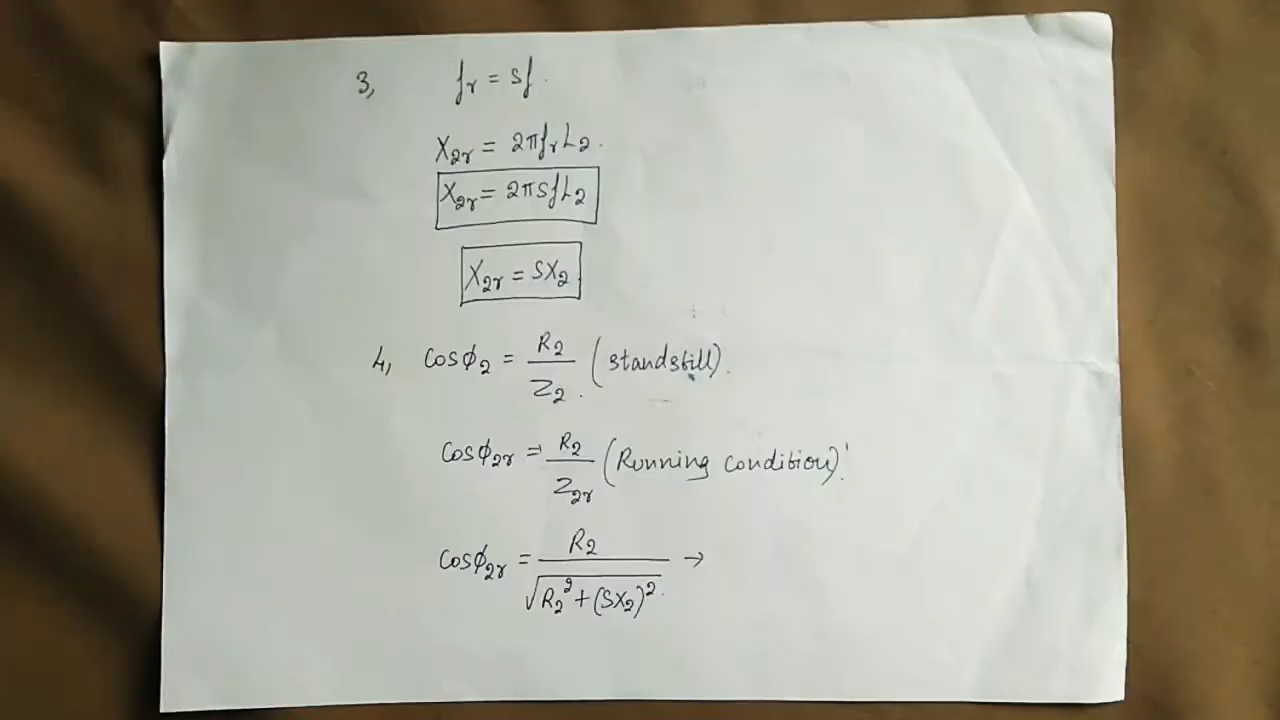 3, fr = sf.
X2r = 2πfrL2.
X2r = 2πsfL2
X2r = SX2
4, cosϕ2 = R2/Z2 (standstill).
cosϕ2r = R2/Z2r (Running condition).
cosϕ2r = R2/√(R2² + (SX2)²) →